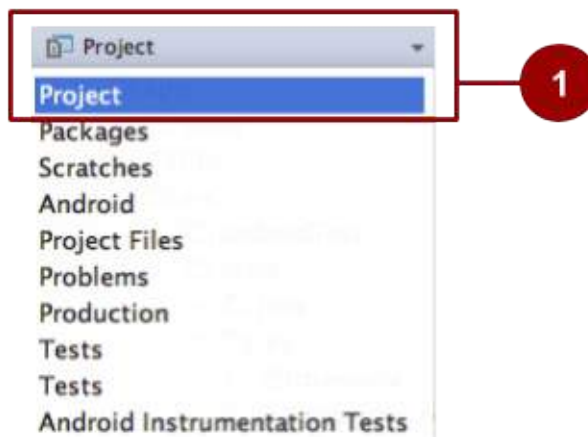 Project
1
Project
Packages
Scratches
Android
Project Files
Problems
Production
Tests
Tests
Android Instrumentation Tests